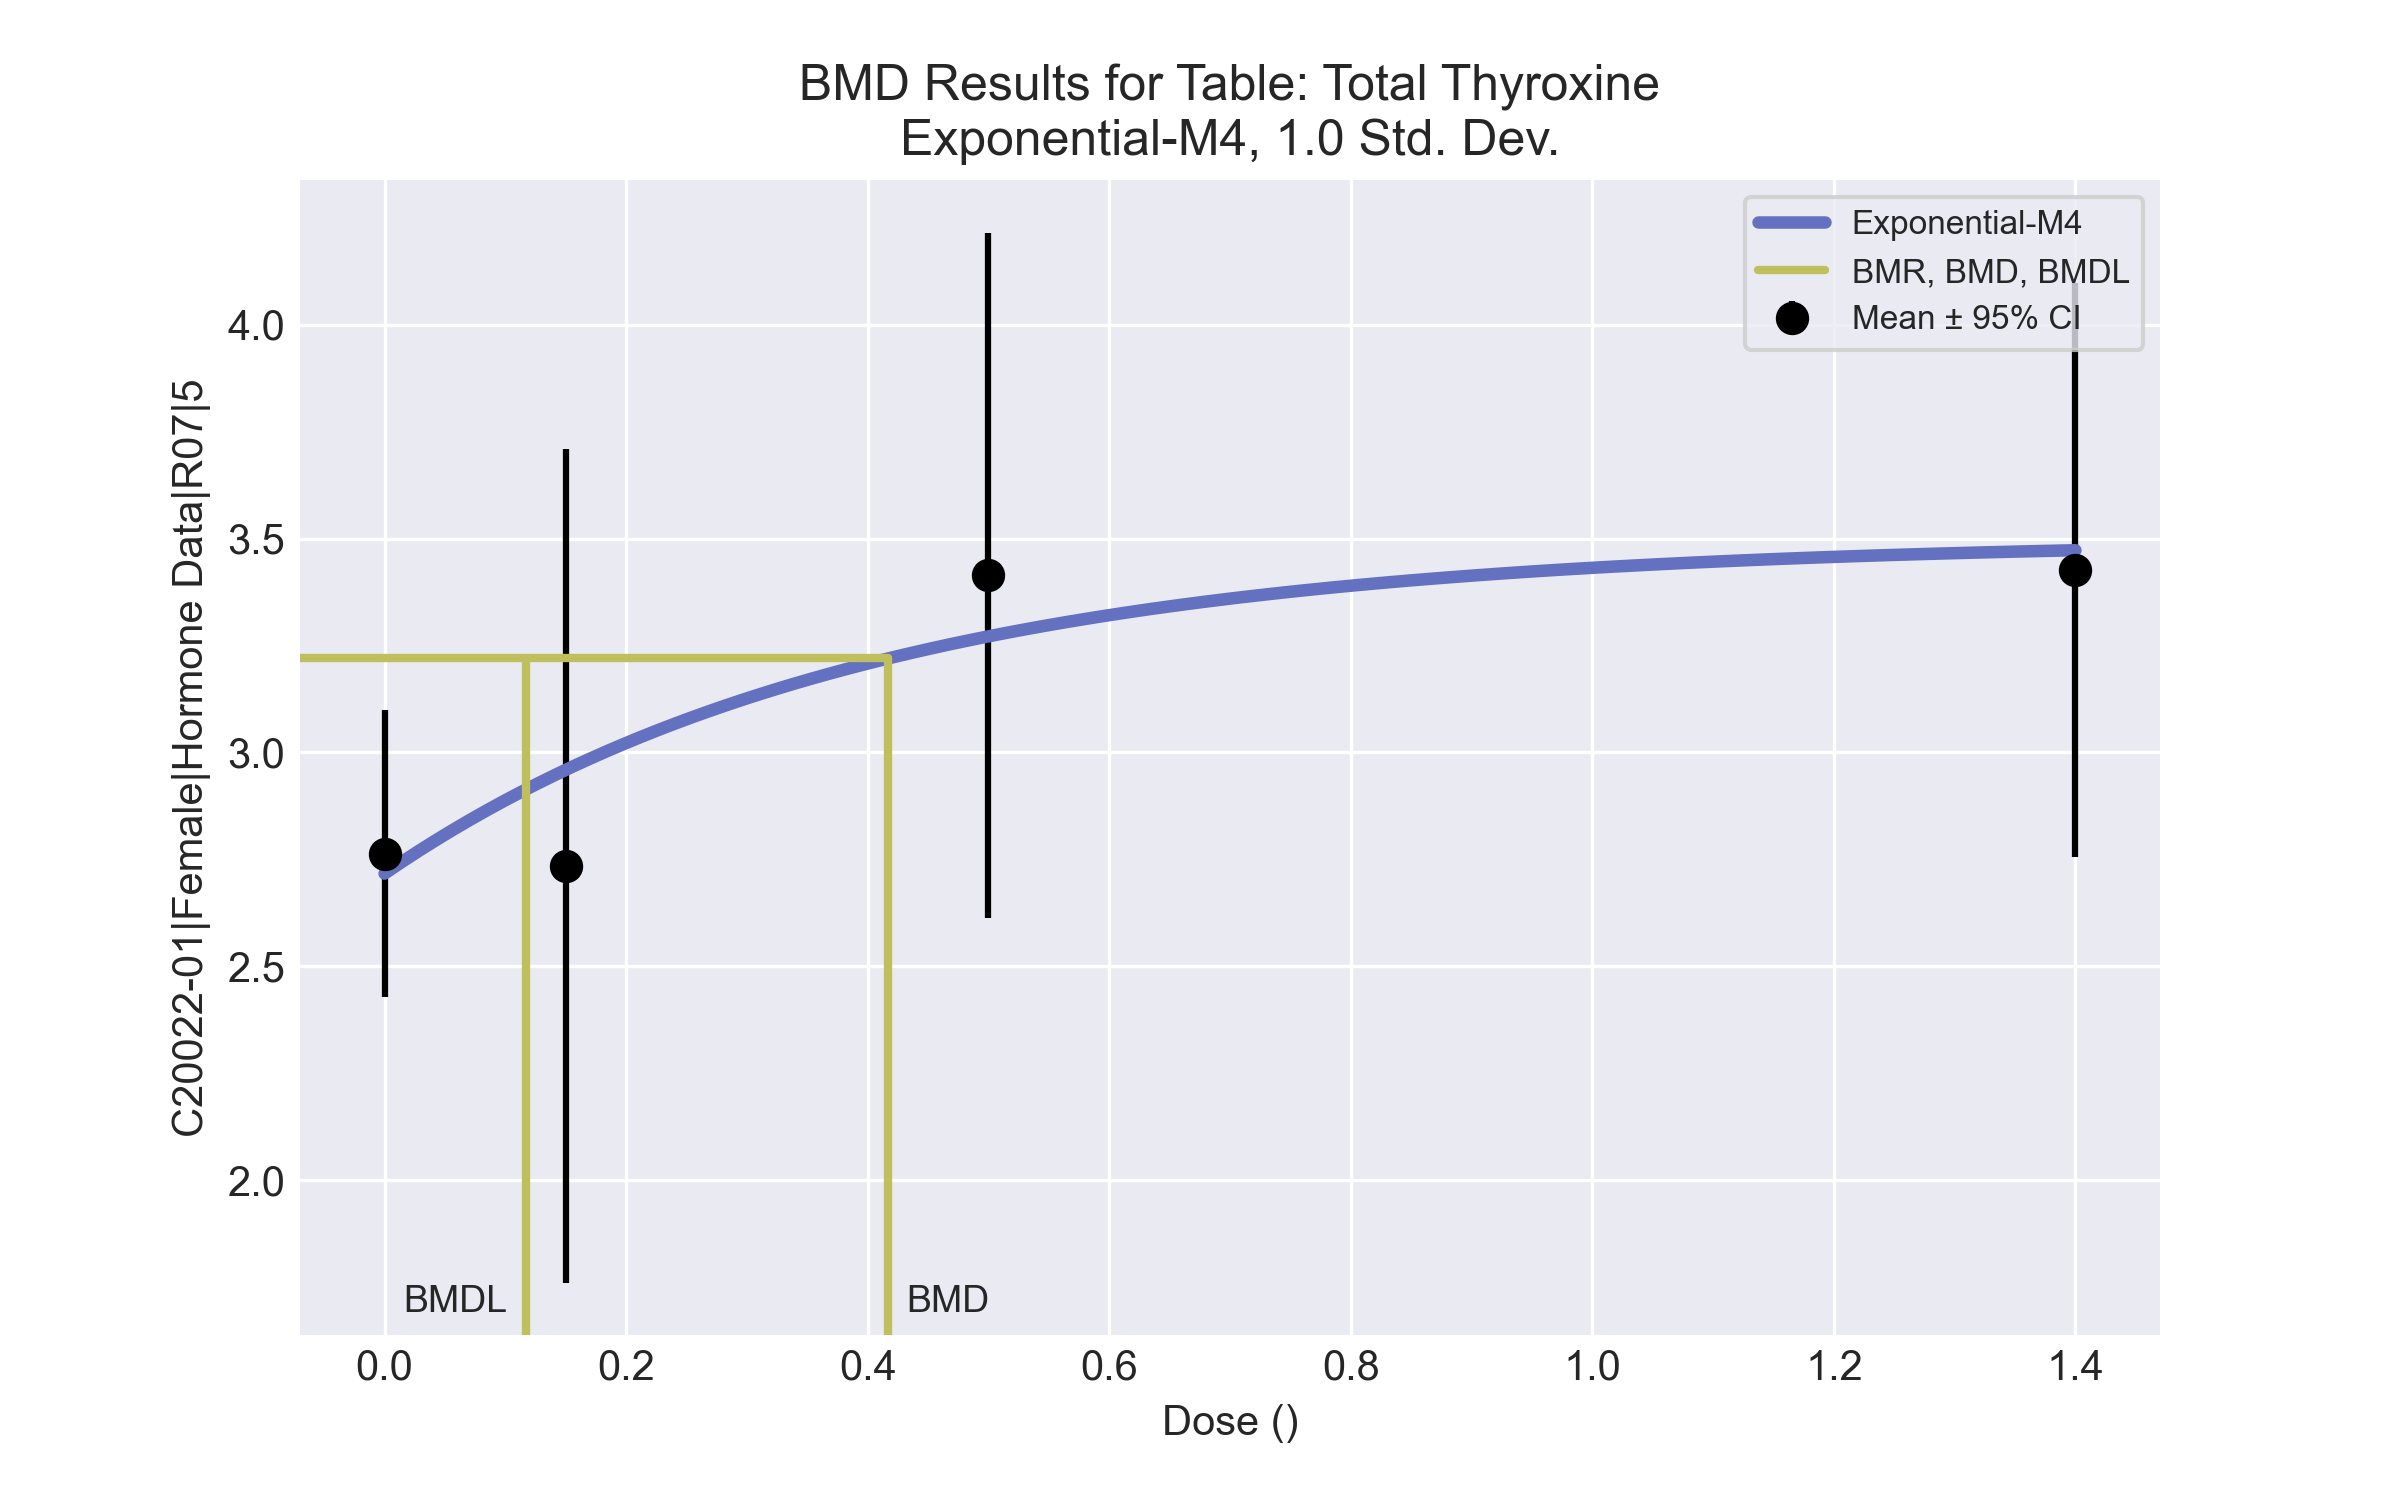 BMD Results for Table: Total Thyroxine
Exponential-M4, 1.0 Std. Dev.
Exponential-M4
BMR, BMD, BMDL
Mean ± 95% CI
C20022-01|Female|Hormone Data|R07|5
4.0
3.5
3.0
2.5
2.0
BMDL
BMD
0.0 0.2 0.4 0.6 0.8 1.0 1.2 1.4
Dose ()